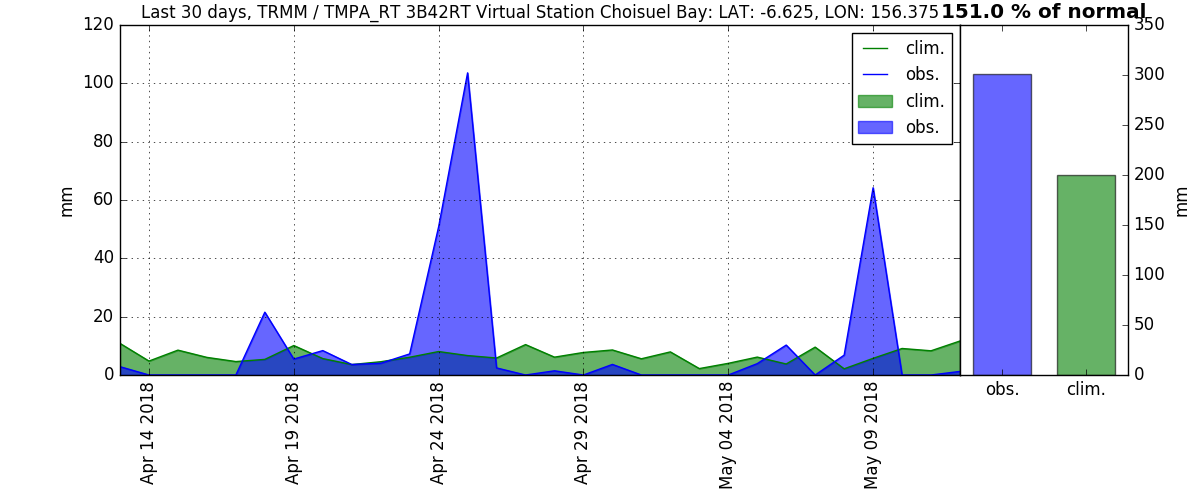 Last 30 days, TRMM / TMPA_RT 3B42RT Virtual Station Choisuel Bay: LAT: -6.625, LON: 156.375
151.0 % of normal
120
100
80
60
40
20
0
mm
clim.
obs.
clim.
obs.
Apr 14 2018
Apr 19 2018
Apr 24 2018
Apr 29 2018
May 04 2018
May 09 2018
350
300
250
200
150
100
50
0
mm
obs.
clim.